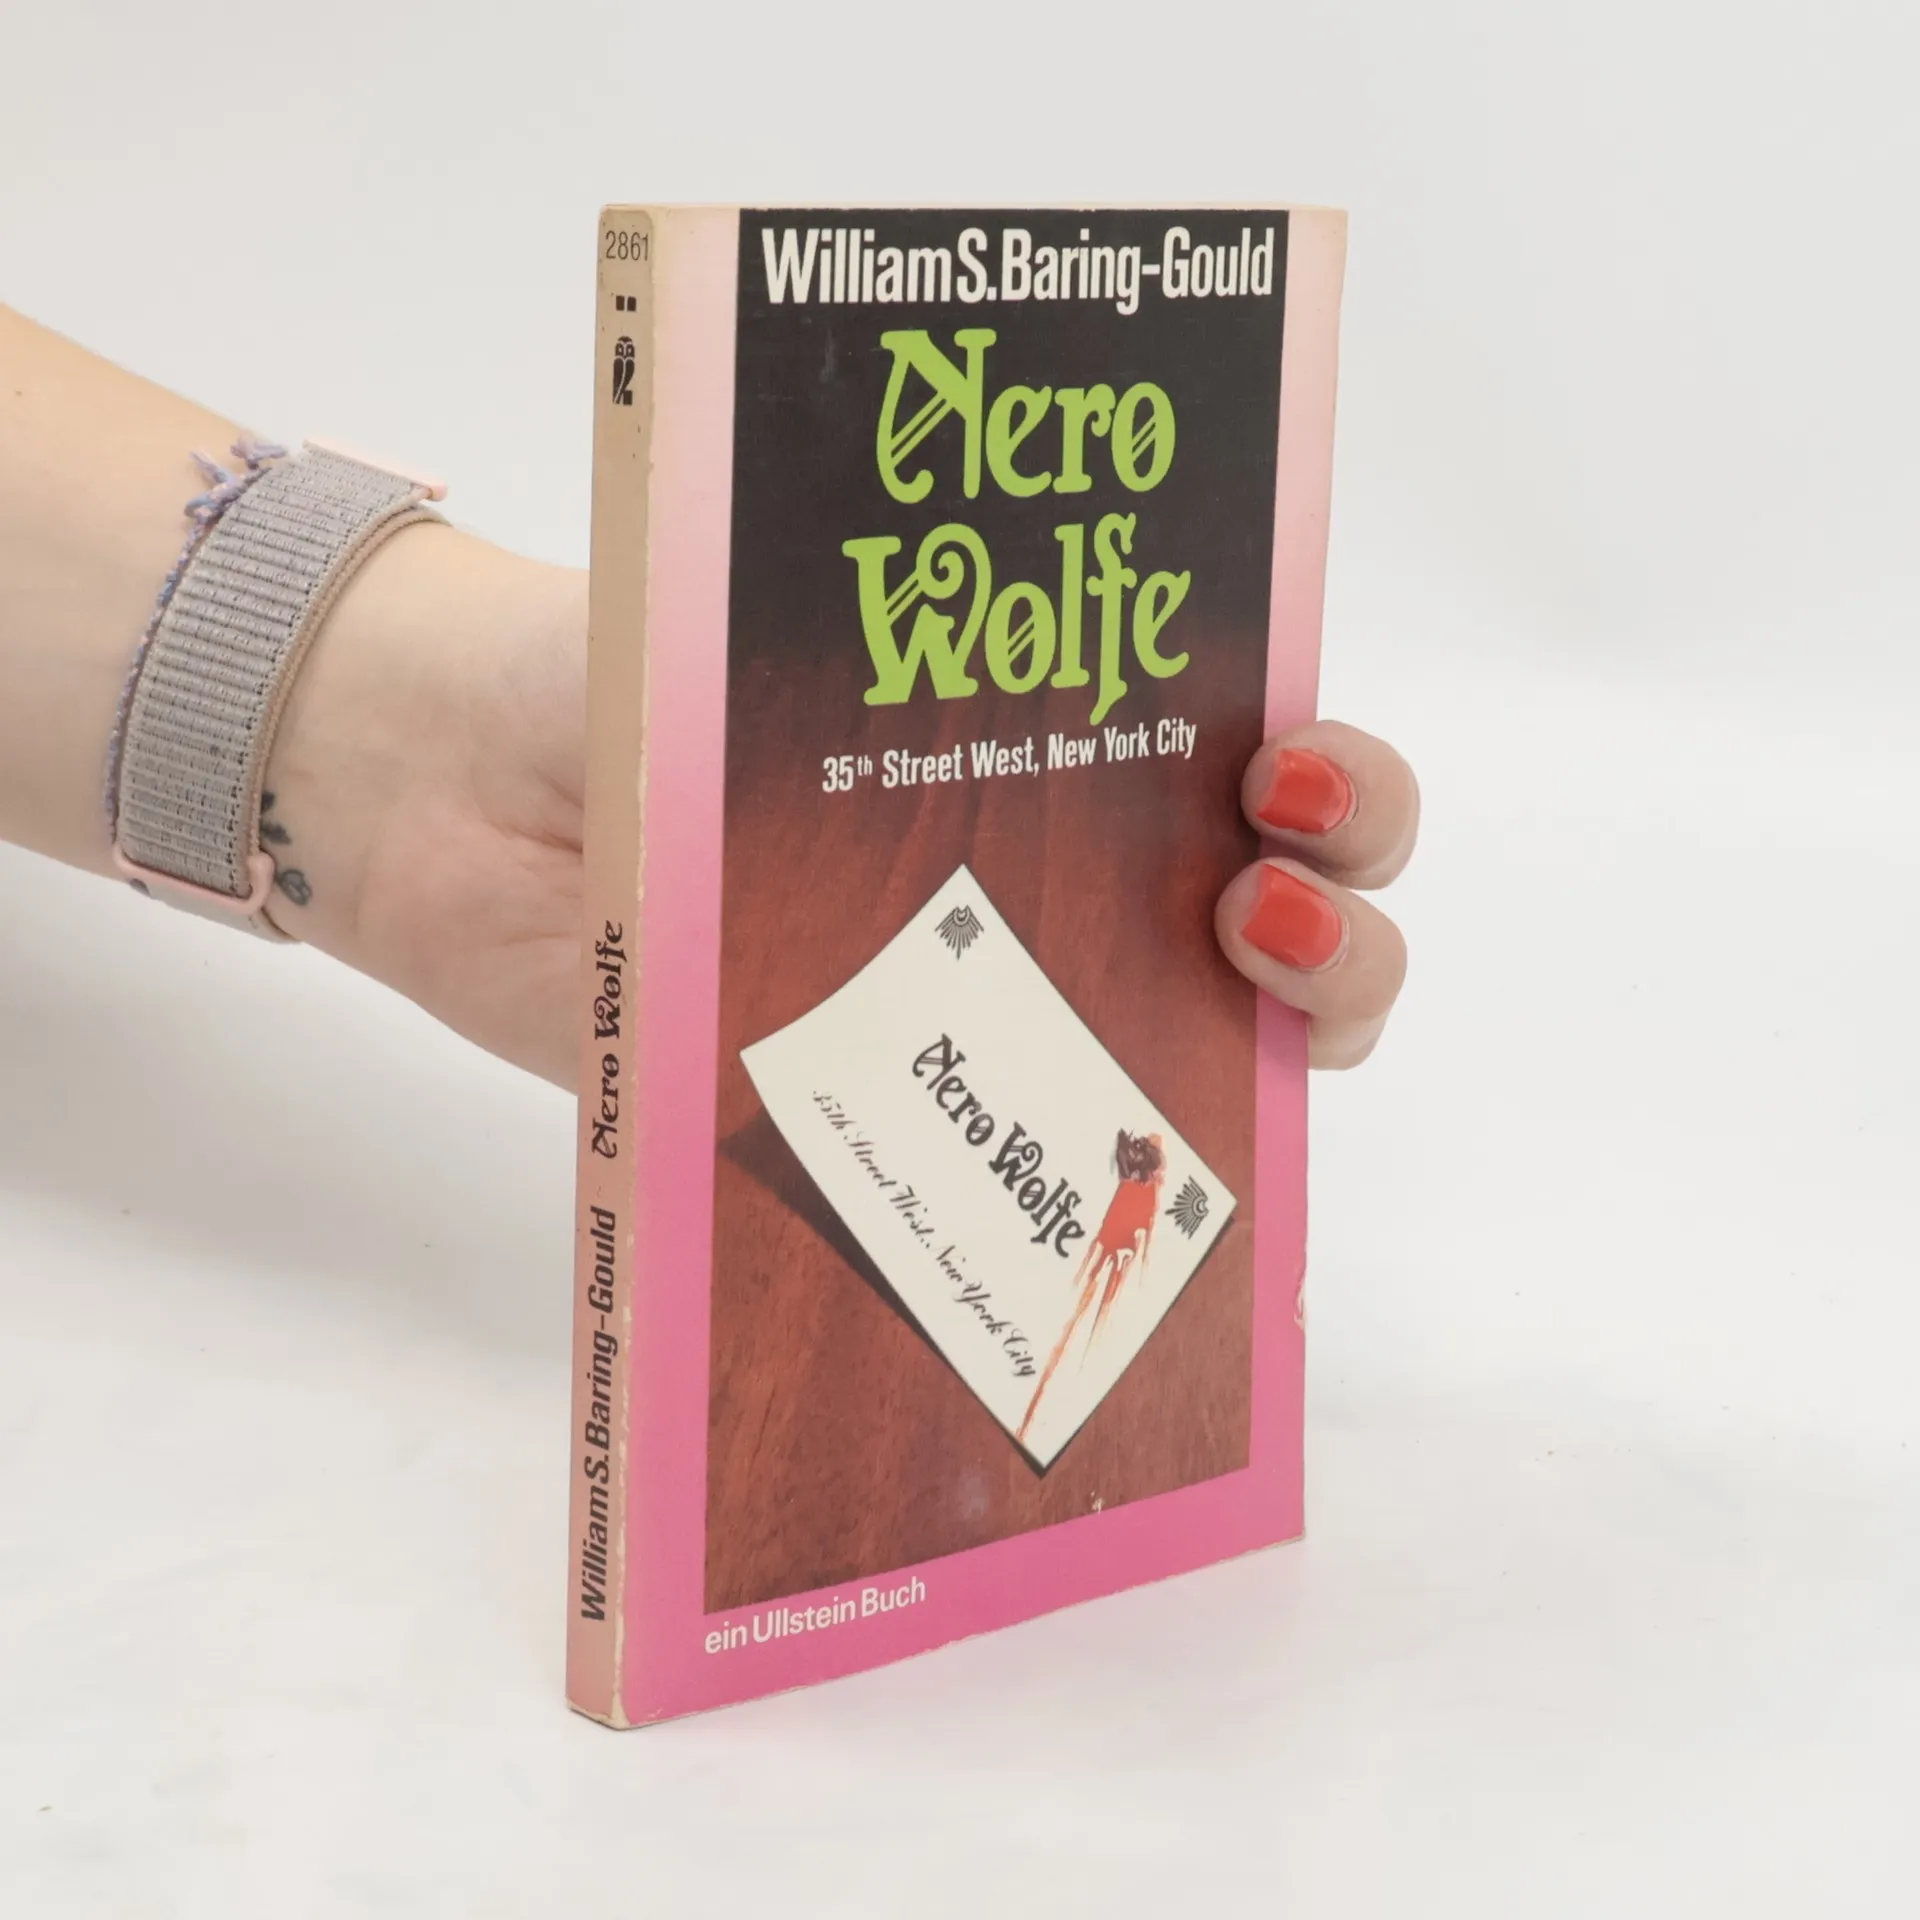 2861
William S. Baring-Gould Nero Wolfe
William S. Baring-Gould
Nero
Wolfe
35th Street West, New York City
Nero Wolfe
35th Street West, New York City
ein Ullstein Buch